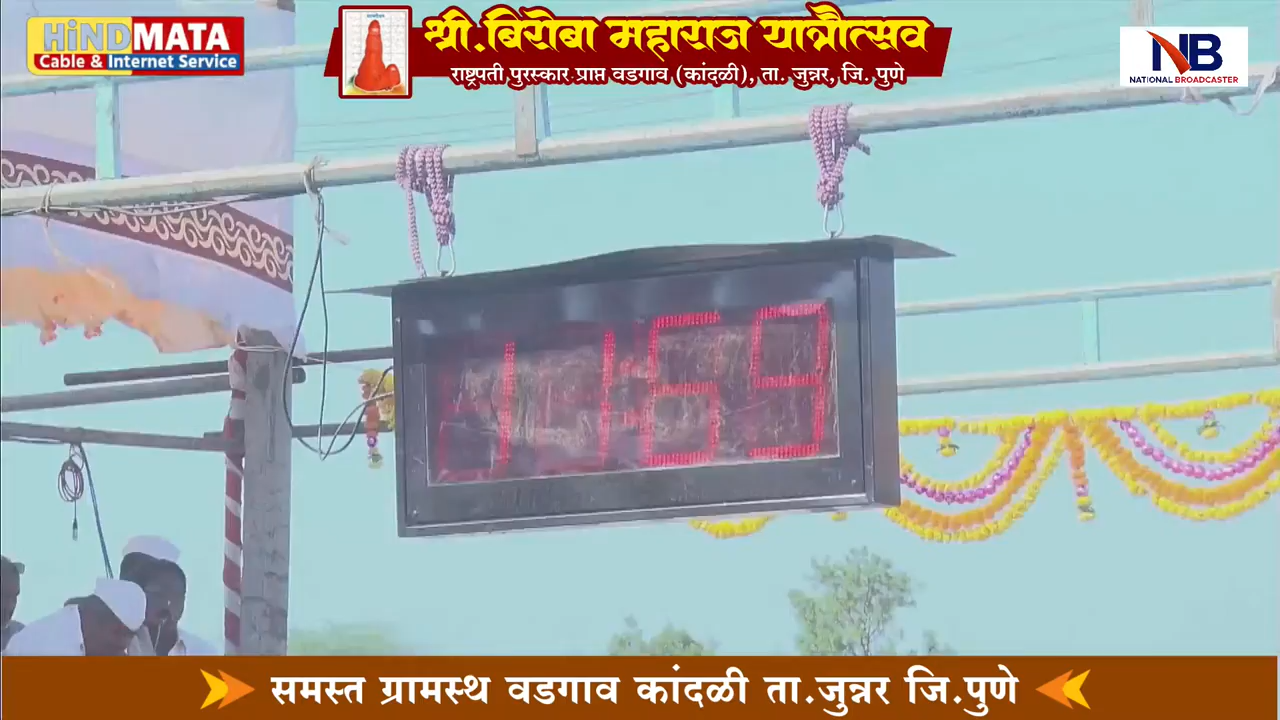 HiNDMATA
Cable & Internet Service
श्री.बिरोबा महाराज यात्रौत्सव
राष्ट्रपती पुरस्कार प्राप्त वडगाव (कांदळी), ता. जुन्नर, जि. पुणे
NB
NATIONAL BROADCASTER
समस्त ग्रामस्थ वडगाव कांदळी ता.जुन्नर जि.पुणे